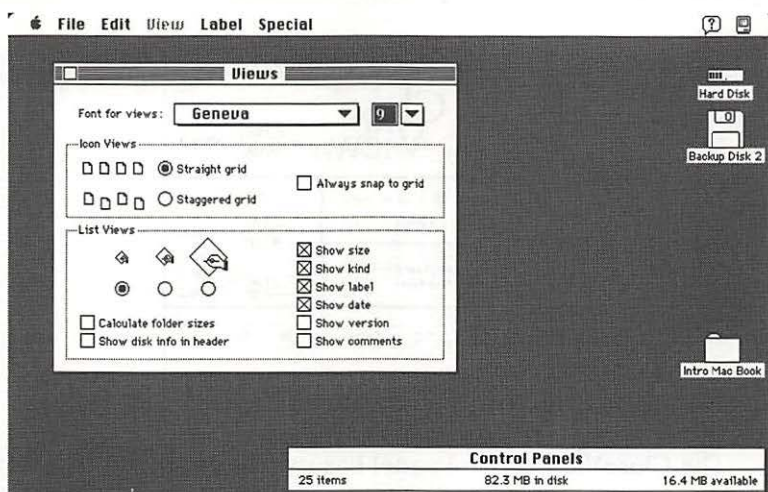 File Edit View Label Special
Views
Font for views: Geneva 9
Icon Views
Straight grid
Always snap to grid
Staggered grid
List Views
Show size
Show kind
Show label
Show date
Calculate folder sizes
Show version
Show disk info in header
Show comments
Hard Disk
Backup Disk 2
Intro Mac Book
Control Panels
25 items 82.3 MB in disk 16.4 MB available